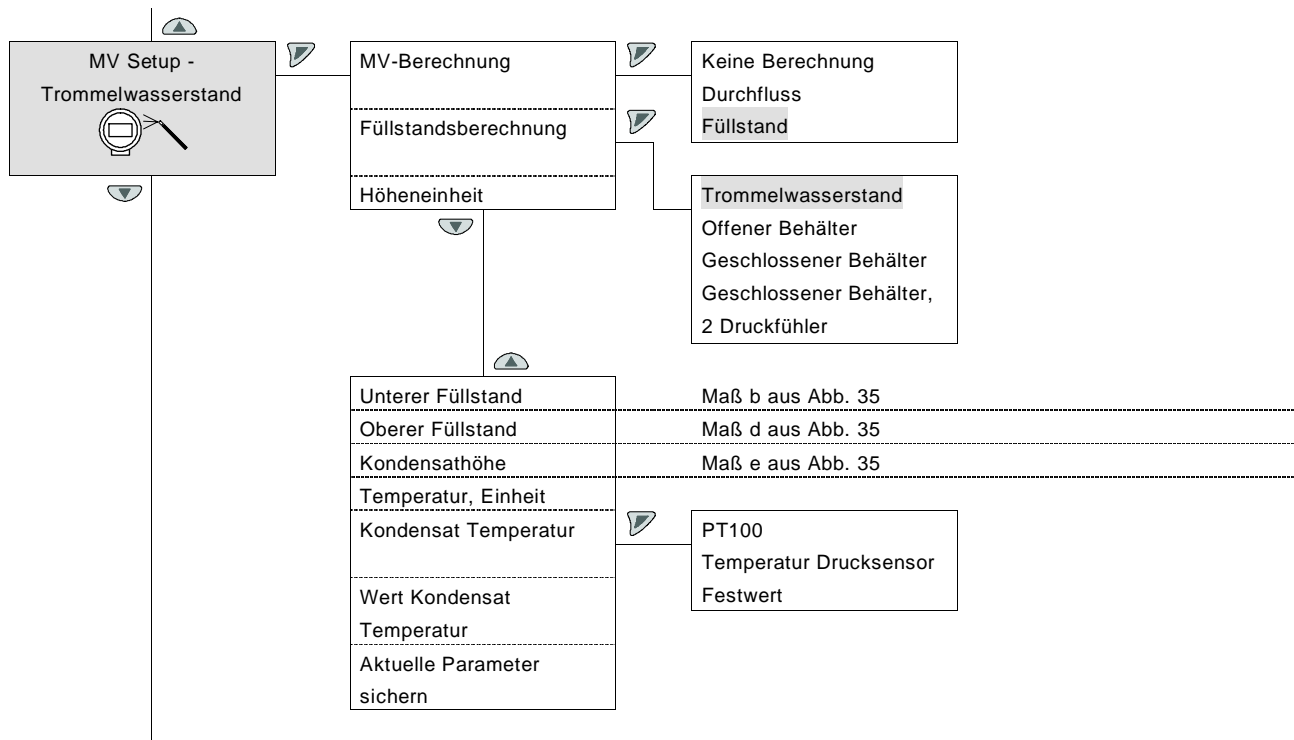 MV Setup -
Trommelwasserstand
MV-Berechnung
Füllstandsberechnung
Höheneinheit
Keine Berechnung
Durchfluss
Füllstand
Trommelwasserstand
Offener Behälter
Geschlossener Behälter
Geschlossener Behälter,
2 Druckfühler
Unterer Füllstand
Maß b aus Abb. 35
Oberer Füllstand
Maß d aus Abb. 35
Kondensathöhe
Maß e aus Abb. 35
Temperatur, Einheit
Kondensat Temperatur
PT100
Temperatur Drucksensor
Festwert
Wert Kondensat
Temperatur
Aktuelle Parameter
sichern